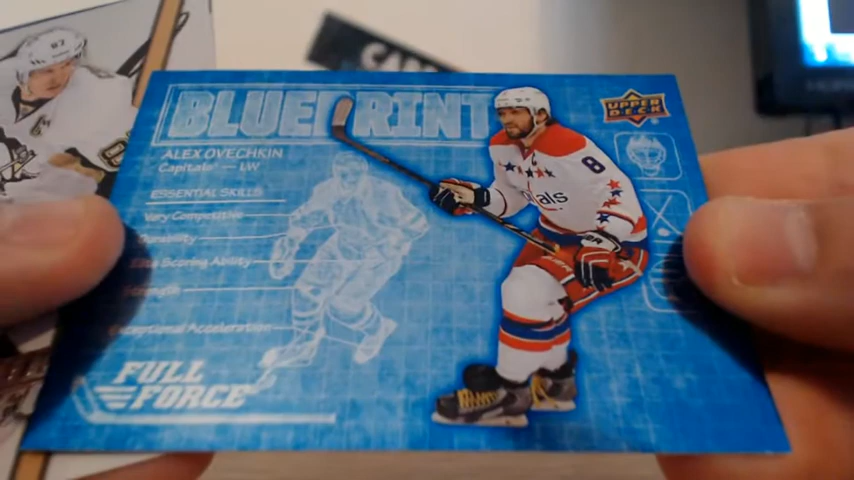 BLUEPRINT
UPPER
DECK
ALEX OVECHKIN
Capitals® — LW
ESSENTIAL SKILLS
Very Competitive
Durability
Elite Scoring Ability
Strength
Exceptional Acceleration
FULL
FORCE
8
C
87